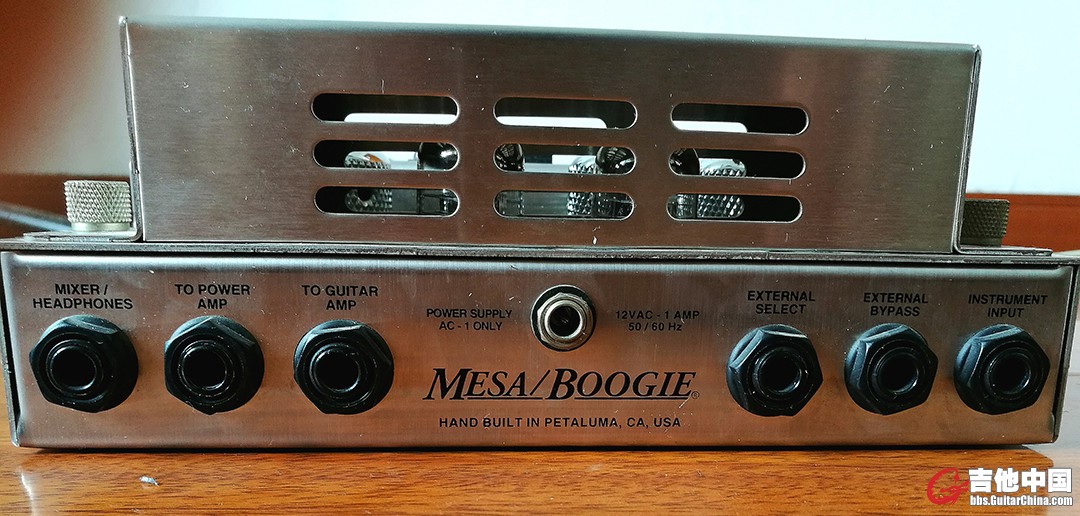 MIXER /
HEADPHONES
TO POWER
AMP
TO GUITAR
AMP
POWER SUPPLY
AC - 1 ONLY
12VAC - 1 AMP
50 / 60 Hz
EXTERNAL
SELECT
EXTERNAL
BYPASS
INSTRUMENT
INPUT
MESA/BOOGIE®
HAND BUILT IN PETALUMA, CA, USA
吉他中国
bbs.GuitarChina.com